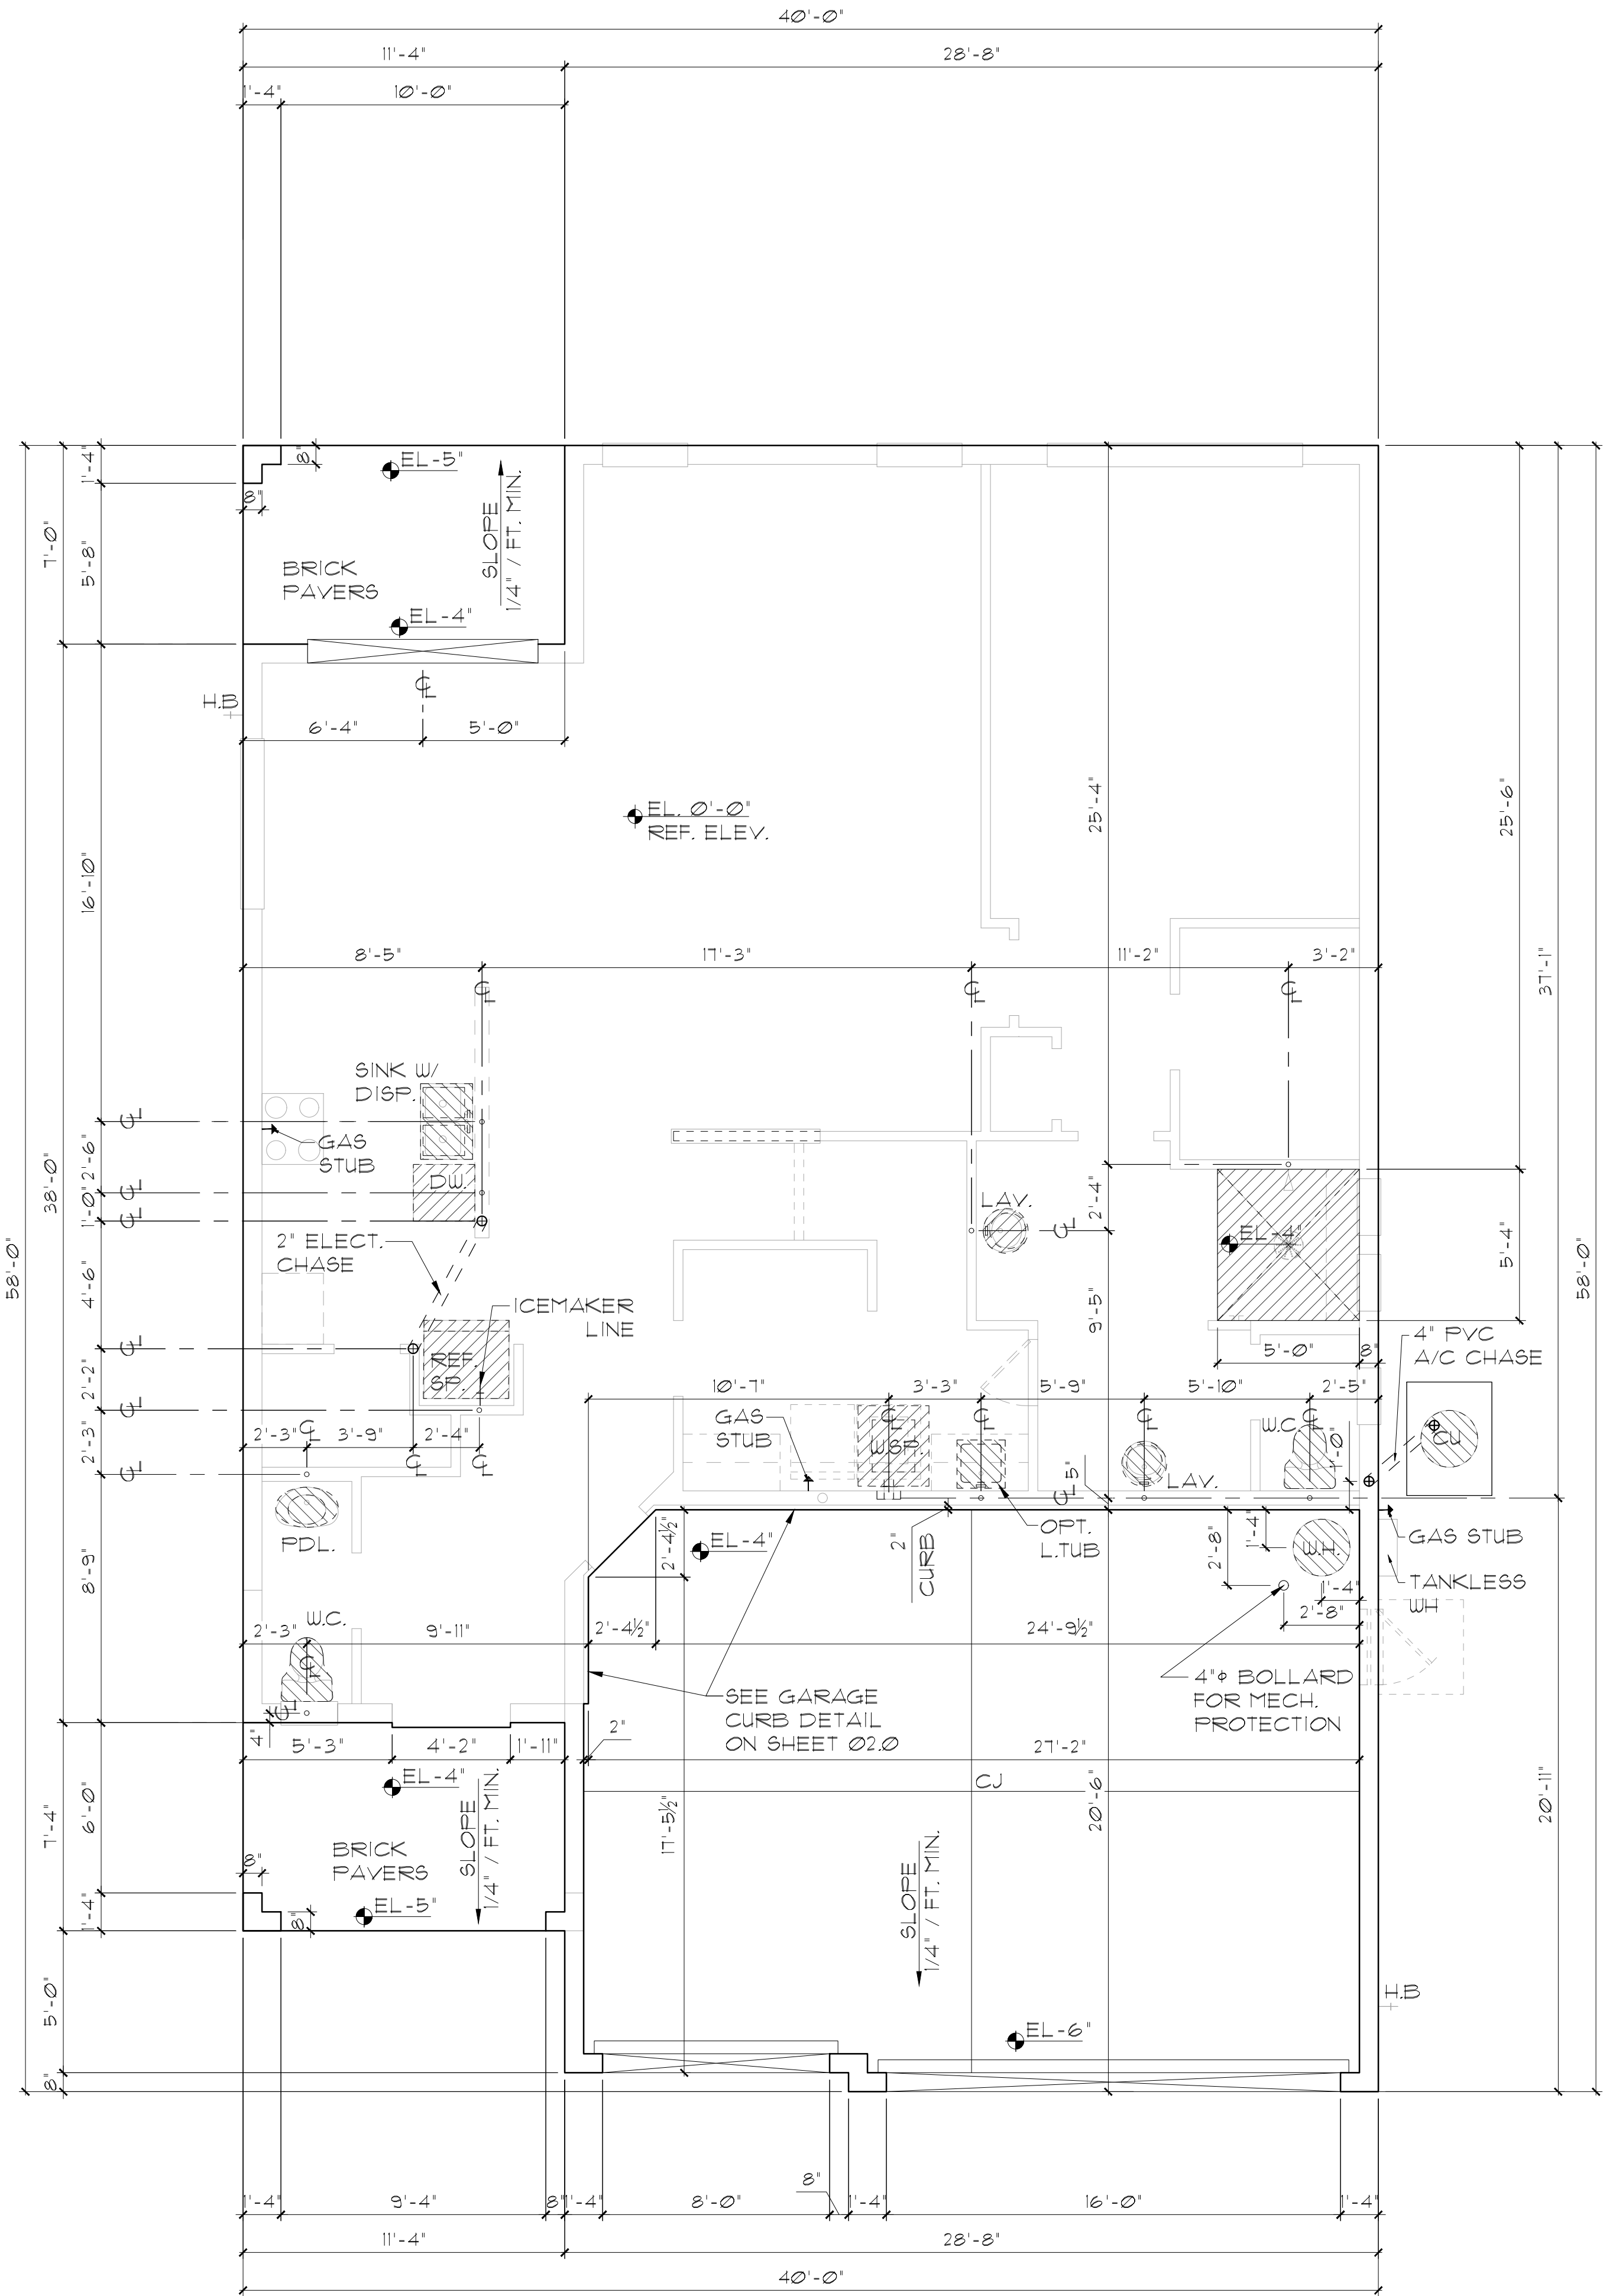 40'-0"
11'-4"
28'-8"
1'-4"
10'-0"
8"
EL-5"
1'-4"
8"
SLOPE
1/4" / FT. MIN.
7'-0"
5'-8"
BRICK
PAVERS
EL-4"
℄
H.B
6'-4"
5'-0"
EL. 0'-0"
REF. ELEV.
25'-4"
25'-6"
16'-10"
37'-1"
8'-5"
17'-3"
11'-2"
3'-2"
℄
℄
℄
SINK W/
DISP.
℄
GAS
STUB
2'-6"
38'-0"
DW.
℄
1'-0"
℄
LAV.
℄
2'-4"
EL-4"
5'-4"
58'-0"
58'-0"
2" ELECT.
CHASE
4'-6"
ICEMAKER
LINE
9'-5"
℄
REF.
SP.
4" PVC
A/C CHASE
5'-0"
8"
2'-2"
10'-7"
3'-3"
5'-9"
5'-10"
2'-5"
℄
GAS
STUB
℄
℄
℄
℄
W.C.
W.SP.
CU
2'-3"
2'-3"
℄
3'-9"
2'-4"
℄
℄
℄
1'-0"
LAV.
5"
℄
PDL.
EL-4"
2'-4½"
2"
CURB
OPT.
L.TUB
2'-8"
1'-4"
W.H.
GAS STUB
TANKLESS
WH
8'-9"
1'-4"
2'-8"
W.C.
2'-3"
9'-11"
2'-4½"
24'-9½"
℄
℄
4"
SEE GARAGE
CURB DETAIL
ON SHEET 02.0
4"ϕ BOLLARD
FOR MECH.
PROTECTION
5'-3"
4'-2"
1'-11"
2"
27'-2"
EL-4"
CJ
SLOPE
1/4" / FT. MIN.
6'-0"
7'-4"
17'-5½"
20'-6"
20'-11"
BRICK
PAVERS
8"
EL-5"
8"
1'-4"
SLOPE
1/4" / FT. MIN.
5'-0"
H.B
EL-6"
8"
8"
1'-4"
9'-4"
8"
1'-4"
8'-0"
1'-4"
16'-0"
1'-4"
11'-4"
28'-8"
40'-0"